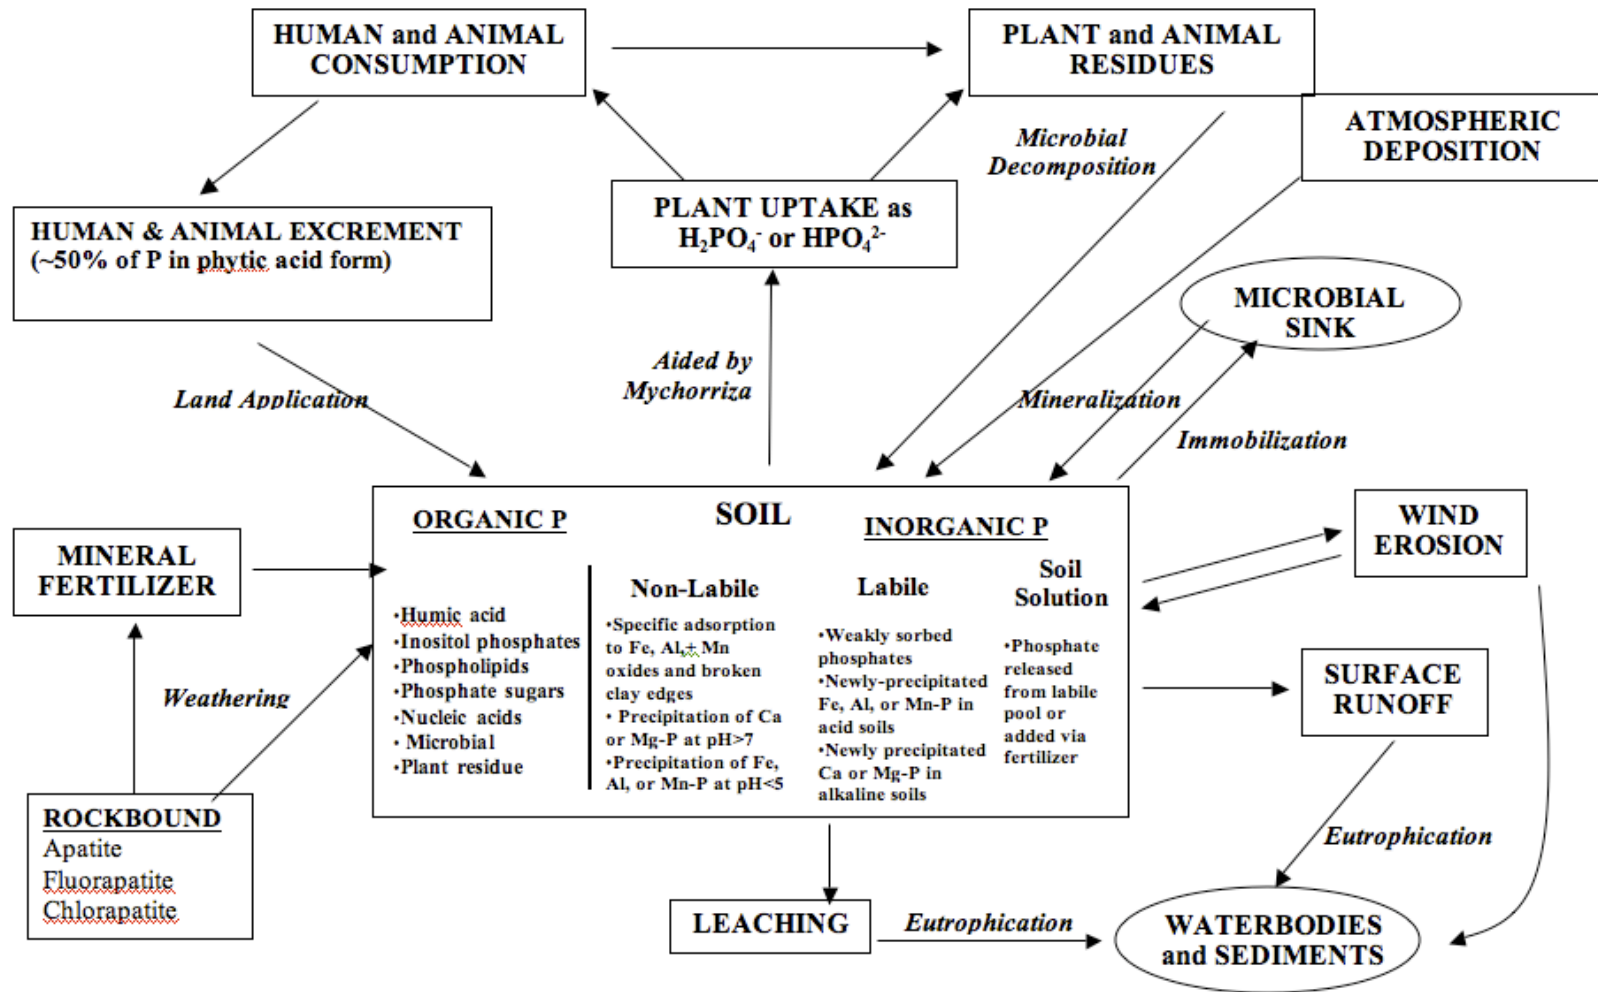 HUMAN and ANIMAL
CONSUMPTION
PLANT and ANIMAL
RESIDUES
ATMOSPHERIC
DEPOSITION
Microbial
Decomposition
PLANT UPTAKE as
H₂PO₄⁻ or HPO₄²⁻
HUMAN & ANIMAL EXCREMENT
(~50% of P in phytic acid form)
MICROBIAL
SINK
Aided by
Mychorriza
Land Application
Mineralization
Immobilization
SOIL
ORGANIC P
•Humic acid
•Inositol phosphates
•Phospholipids
•Phosphate sugars
•Nucleic acids
• Microbial
•Plant residue
INORGANIC P
Non-Labile
•Specific adsorption
to Fe, Al,+ Mn
oxides and broken
clay edges
• Precipitation of Ca
or Mg-P at pH>7
•Precipitation of Fe,
Al, or Mn-P at pH<5
Labile
•Weakly sorbed
phosphates
•Newly-precipitated
Fe, Al, or Mn-P in
acid soils
•Newly precipitated
Ca or Mg-P in
alkaline soils
Soil
Solution
•Phosphate
released
from labile
pool or
added via
fertilizer
WIND
EROSION
MINERAL
FERTILIZER
Weathering
SURFACE
RUNOFF
ROCKBOUND
Apatite
Fluorapatite
Chlorapatite
Eutrophication
LEACHING
Eutrophication
WATERBODIES
and SEDIMENTS